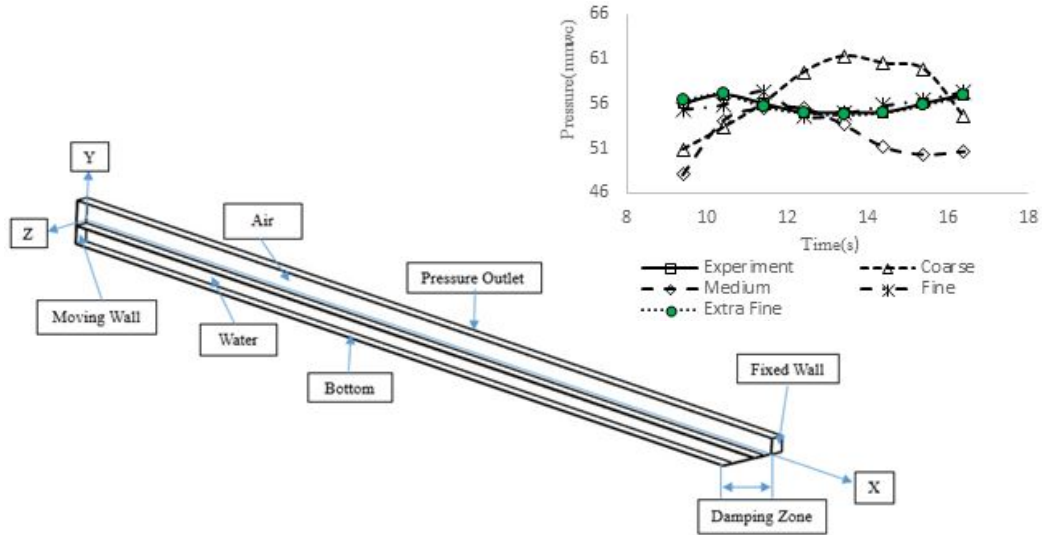 66
61
56
51
46
Pressure(mmwc)
8 10 12 14 16 18
Time(s)
Experiment Coarse
Medium Fine
Extra Fine
Y
Z
Air
Pressure Outlet
Moving Wall
Water
Bottom
Fixed Wall
X
Damping Zone